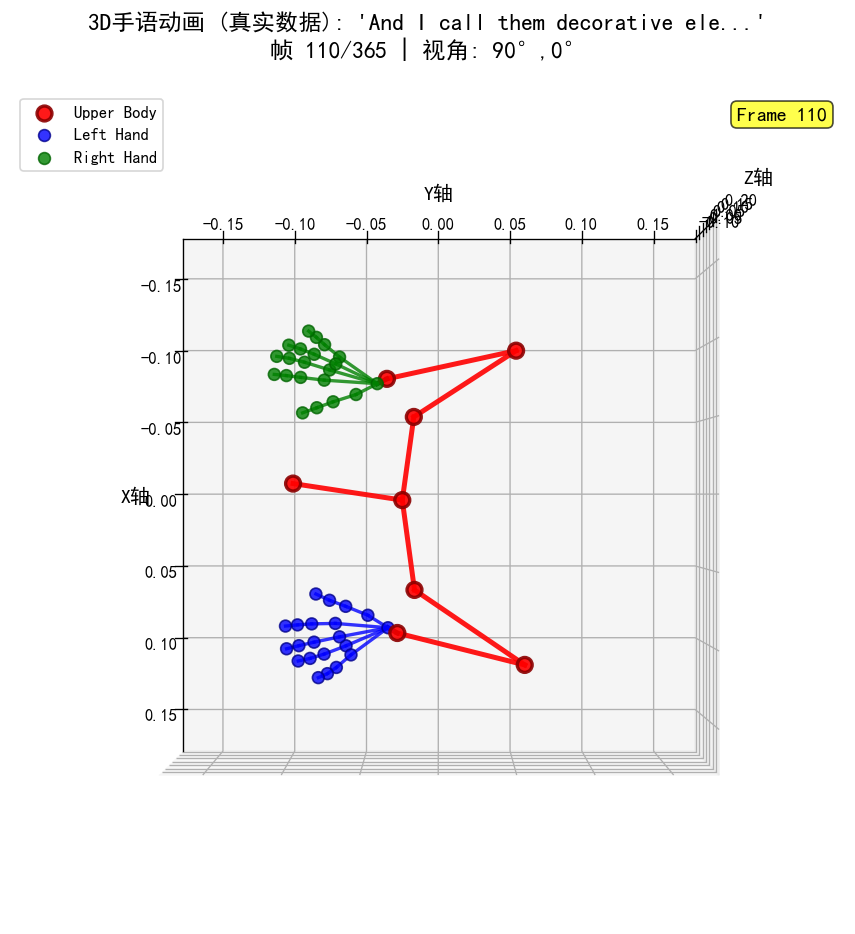 3D手语动画 (真实数据): 'And I call them decorative ele...'
帧 110/365 | 视角: 90°,0°
Upper Body
Left Hand
Right Hand
Frame 110
Z轴
Y轴
-0.15 -0.10 -0.05 0.00 0.05 0.10 0.15
-0.15
-0.10
-0.05
X轴
0.00
0.05
0.10
0.15